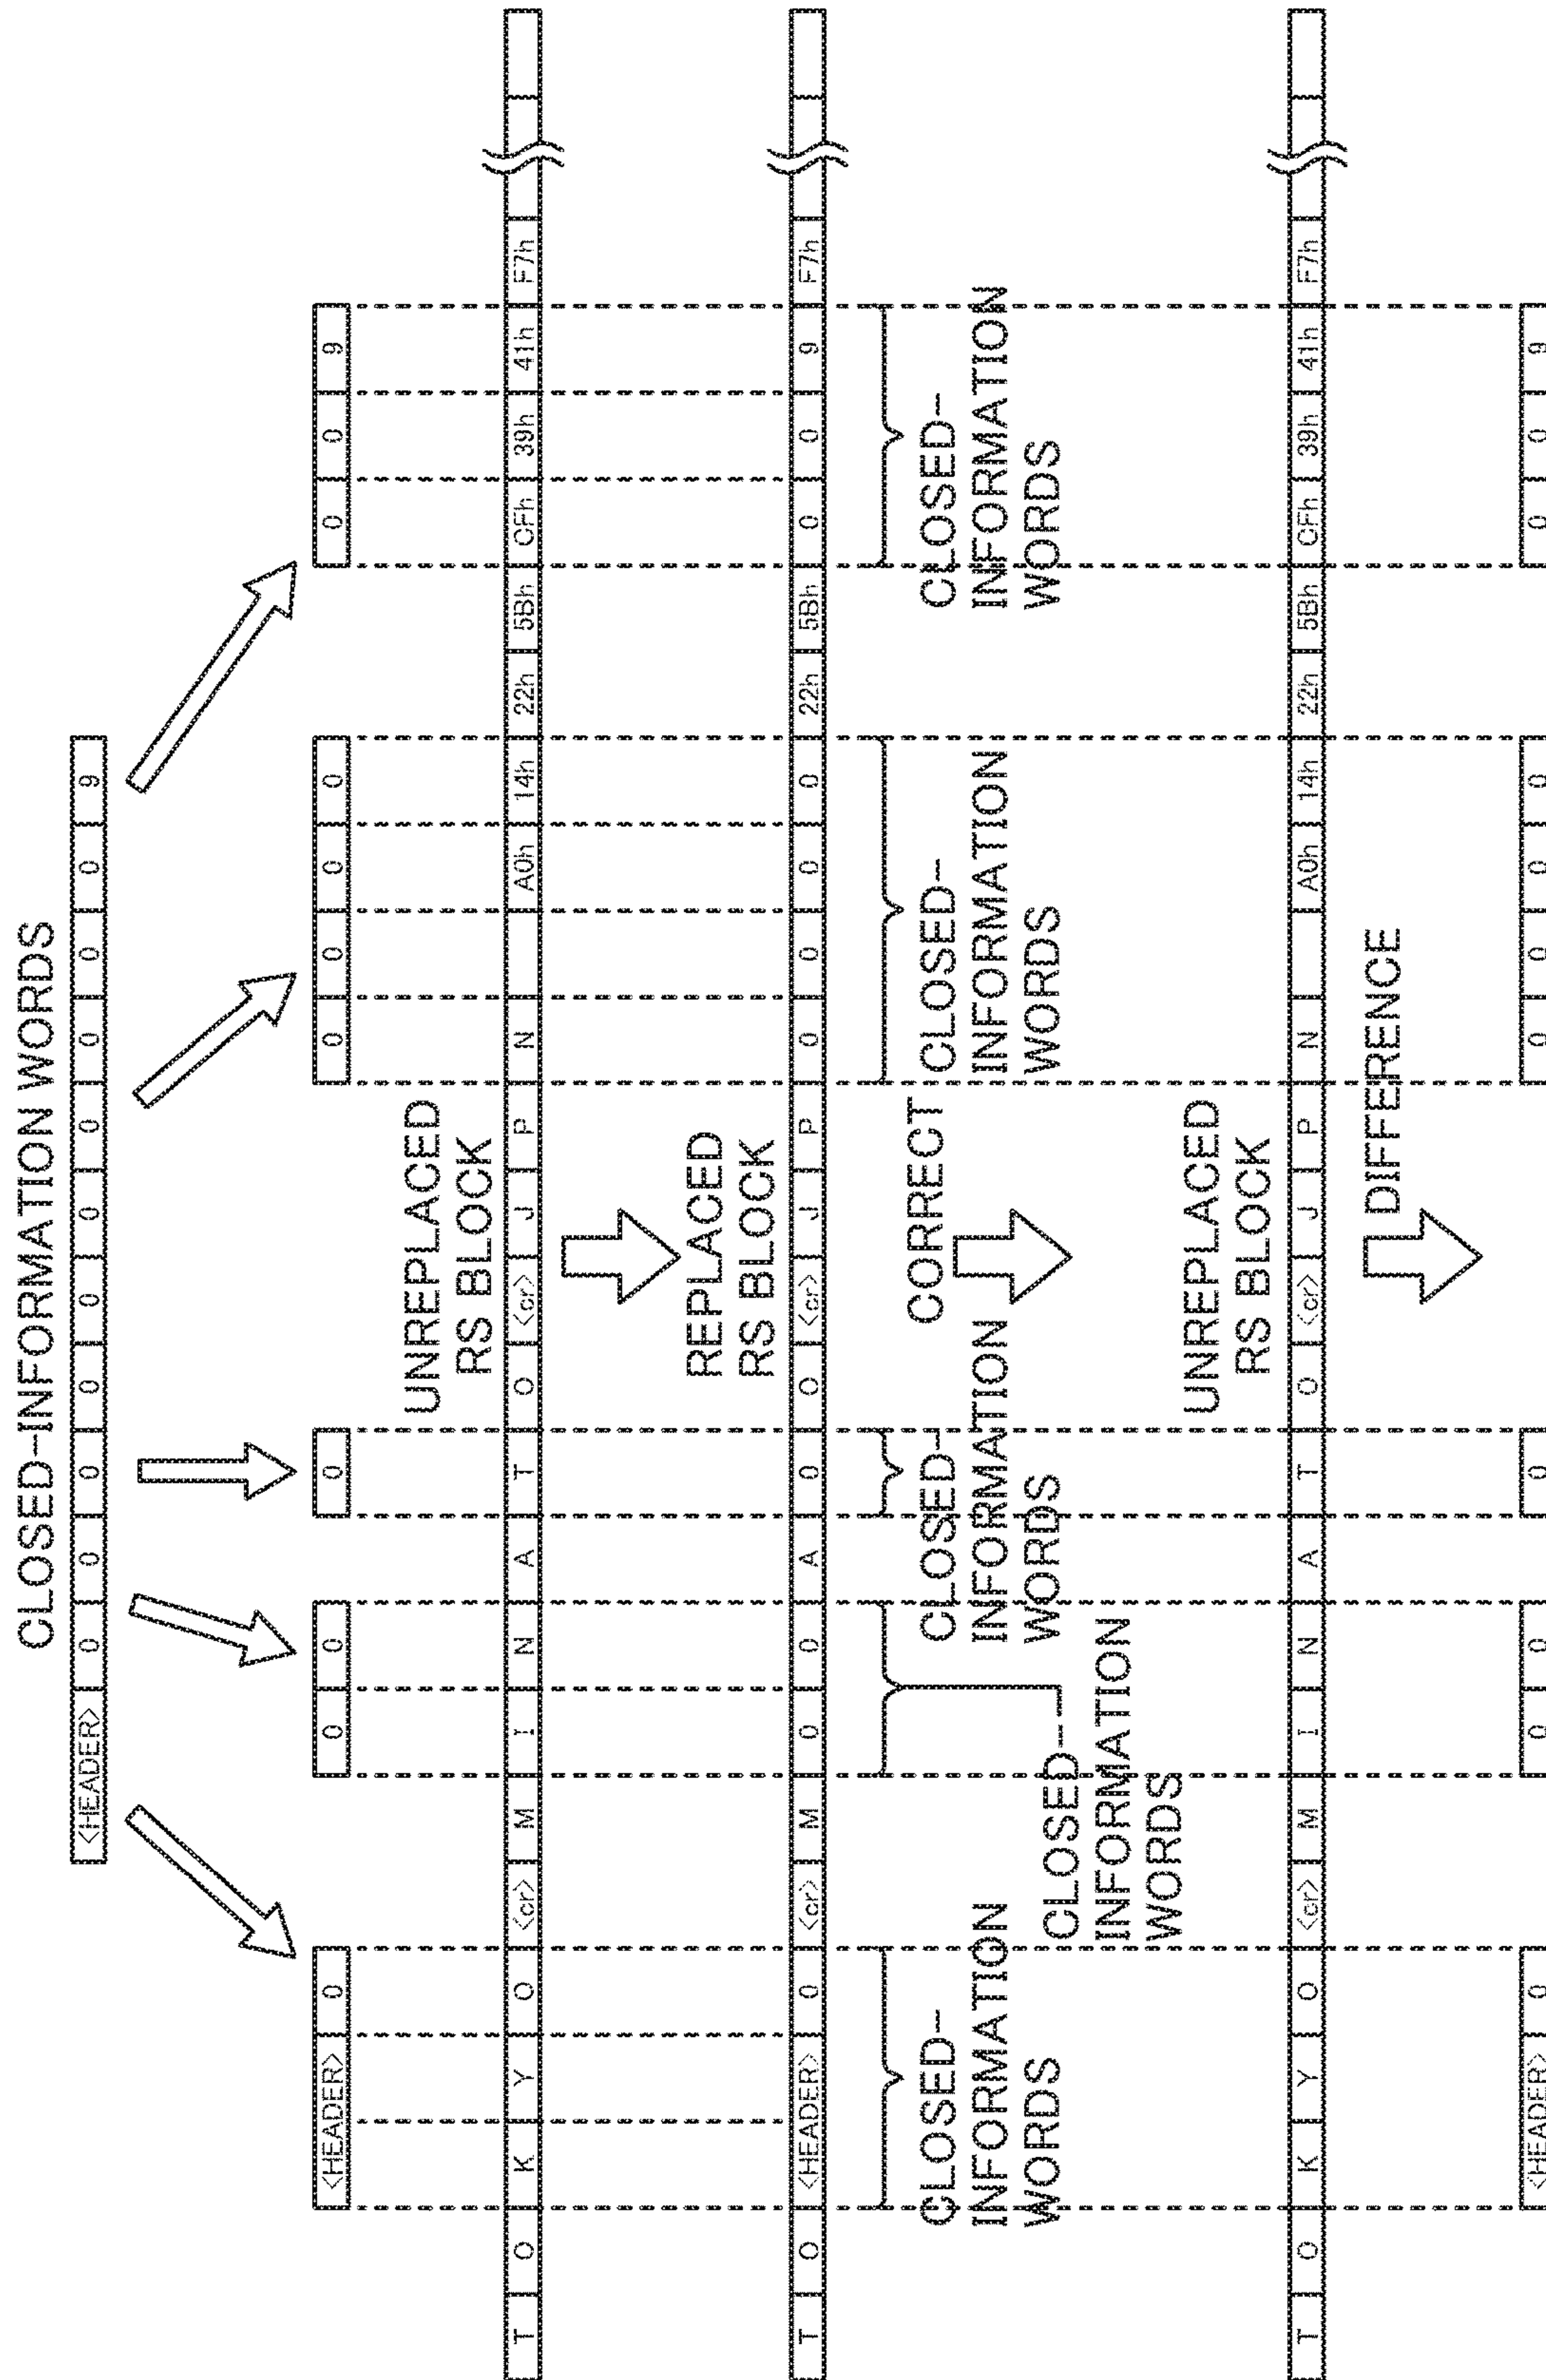 CLOSED-INFORMATION WORDS
<HEADER> 0 0 0 0 0 0 0 0 0 0 9
<HEADER> 0 0 0 0 0 0 0 0 0 0 9
UNREPLACED
RS BLOCK
T O K Y O <cr> M I N A T O <cr> J P N A0h 14h 22h 5Bh CFh 39h 41h F7h
REPLACED
RS BLOCK
T O <HEADER> 0 <cr> M 0 0 A 0 O <cr> J P 0 0 0 0 22h 5Bh 0 0 9 F7h
CLOSED-
INFORMATION
WORDS
CLOSED-
INFORMATION
WORDS
CLOSED-
INFORMATION
WORDS
CORRECT
CLOSED-
INFORMATION
WORDS
CLOSED-
INFORMATION
WORDS
UNREPLACED
RS BLOCK
T O K Y O <cr> M I N A T O <cr> J P N A0h 14h 22h 5Bh CFh 39h 41h F7h
DIFFERENCE
<HEADER> 0 0 0 0 0 0 0 0 0 0 9